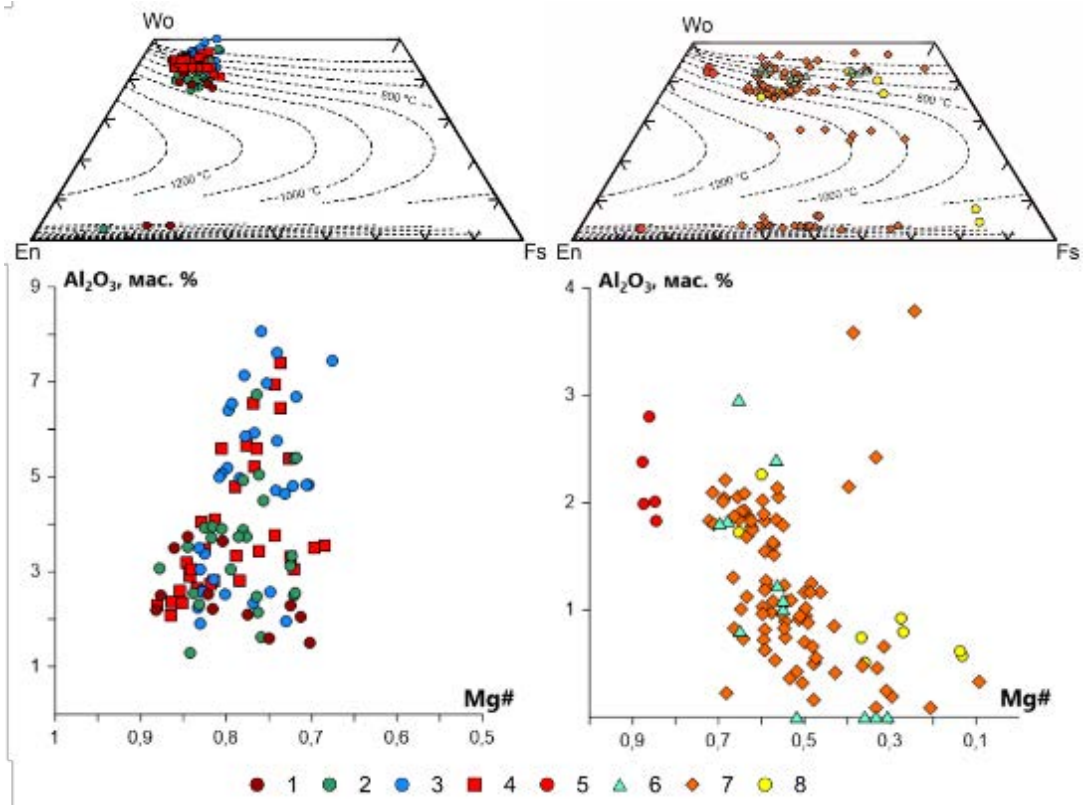 Wo
800 °C
1200 °C
1000 °C
En
Fs
Wo
800 °C
1200 °C
1000 °C
En
Fs
Al₂O₃, мас. %
9
7
5
3
1
Mg#
1
0,9
0,8
0,7
0,6
0,5
Al₂O₃, мас. %
4
3
2
1
Mg#
0,9
0,7
0,5
0,3
0,1
1 2 3 4 5 6 7 8